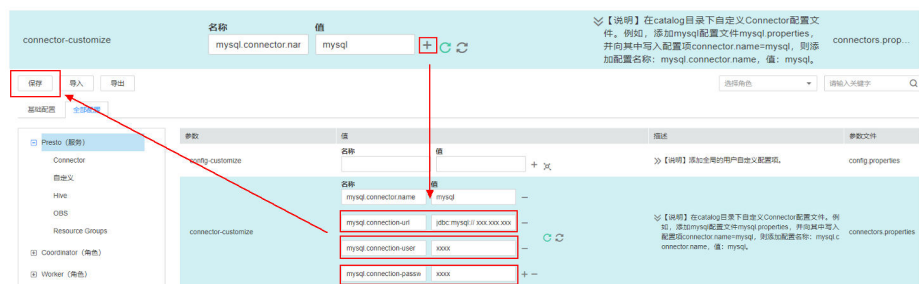 名称 值
connector-customize mysql.connector.nar mysql + connectors.prop...
【说明】在catalog目录下自定义Connector配置文
件。例如，添加mysql配置文件mysql.properties，
并向其中写入配置项connector.name=mysql，则添
加配置名称：mysql.connector.name，值：mysql。
保存 导入 导出 选择角色 请输入关键字
基础配置 全部配置
Presto（服务）
Connector
自定义
Hive
OBS
Resource Groups
Coordinator（角色）
Worker（角色）
参数 值 描述 参数文件
名称 值
config-customize + 【说明】添加全局的用户自定义配置项。 config.properties
名称 值
mysql.connector.name mysql −
mysql.connection-url jdbc:mysql:// xxx.xxx.xxx −
connector-customize
mysql.connection-user xxxx −
mysql.connection-passw xxxx + −
【说明】在catalog目录下自定义Connector配置文件。例
如，添加mysql配置文件mysql.properties，并向其中写入
配置项connector.name=mysql，则添加配置名称：mysql.c
onnector.name，值：mysql。
connectors.properties